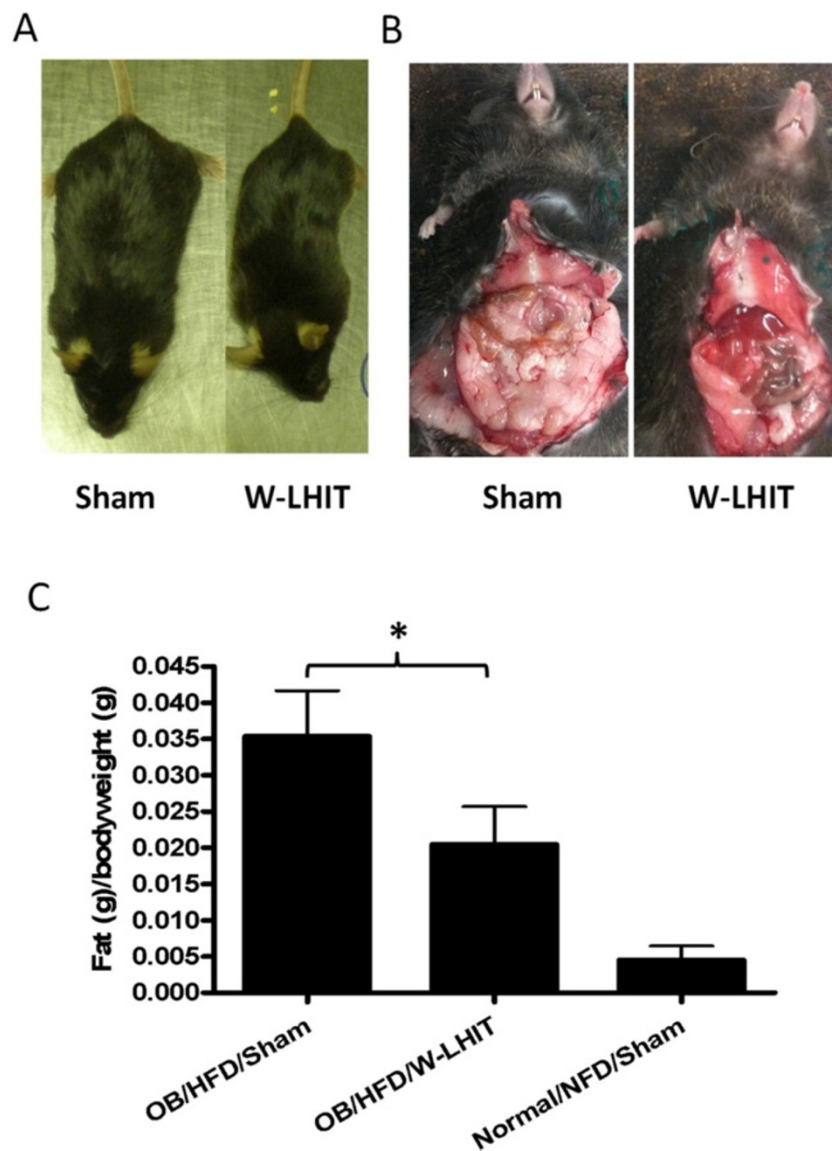 A
B
Sham
W-LHIT
Sham
W-LHIT
C
*
Fat (g)/bodyweight (g)
0.045
0.040
0.035
0.030
0.025
0.020
0.015
0.010
0.005
0.000
OB/HFD/Sham
OB/HFD/W-LHIT
Normal/NFD/Sham